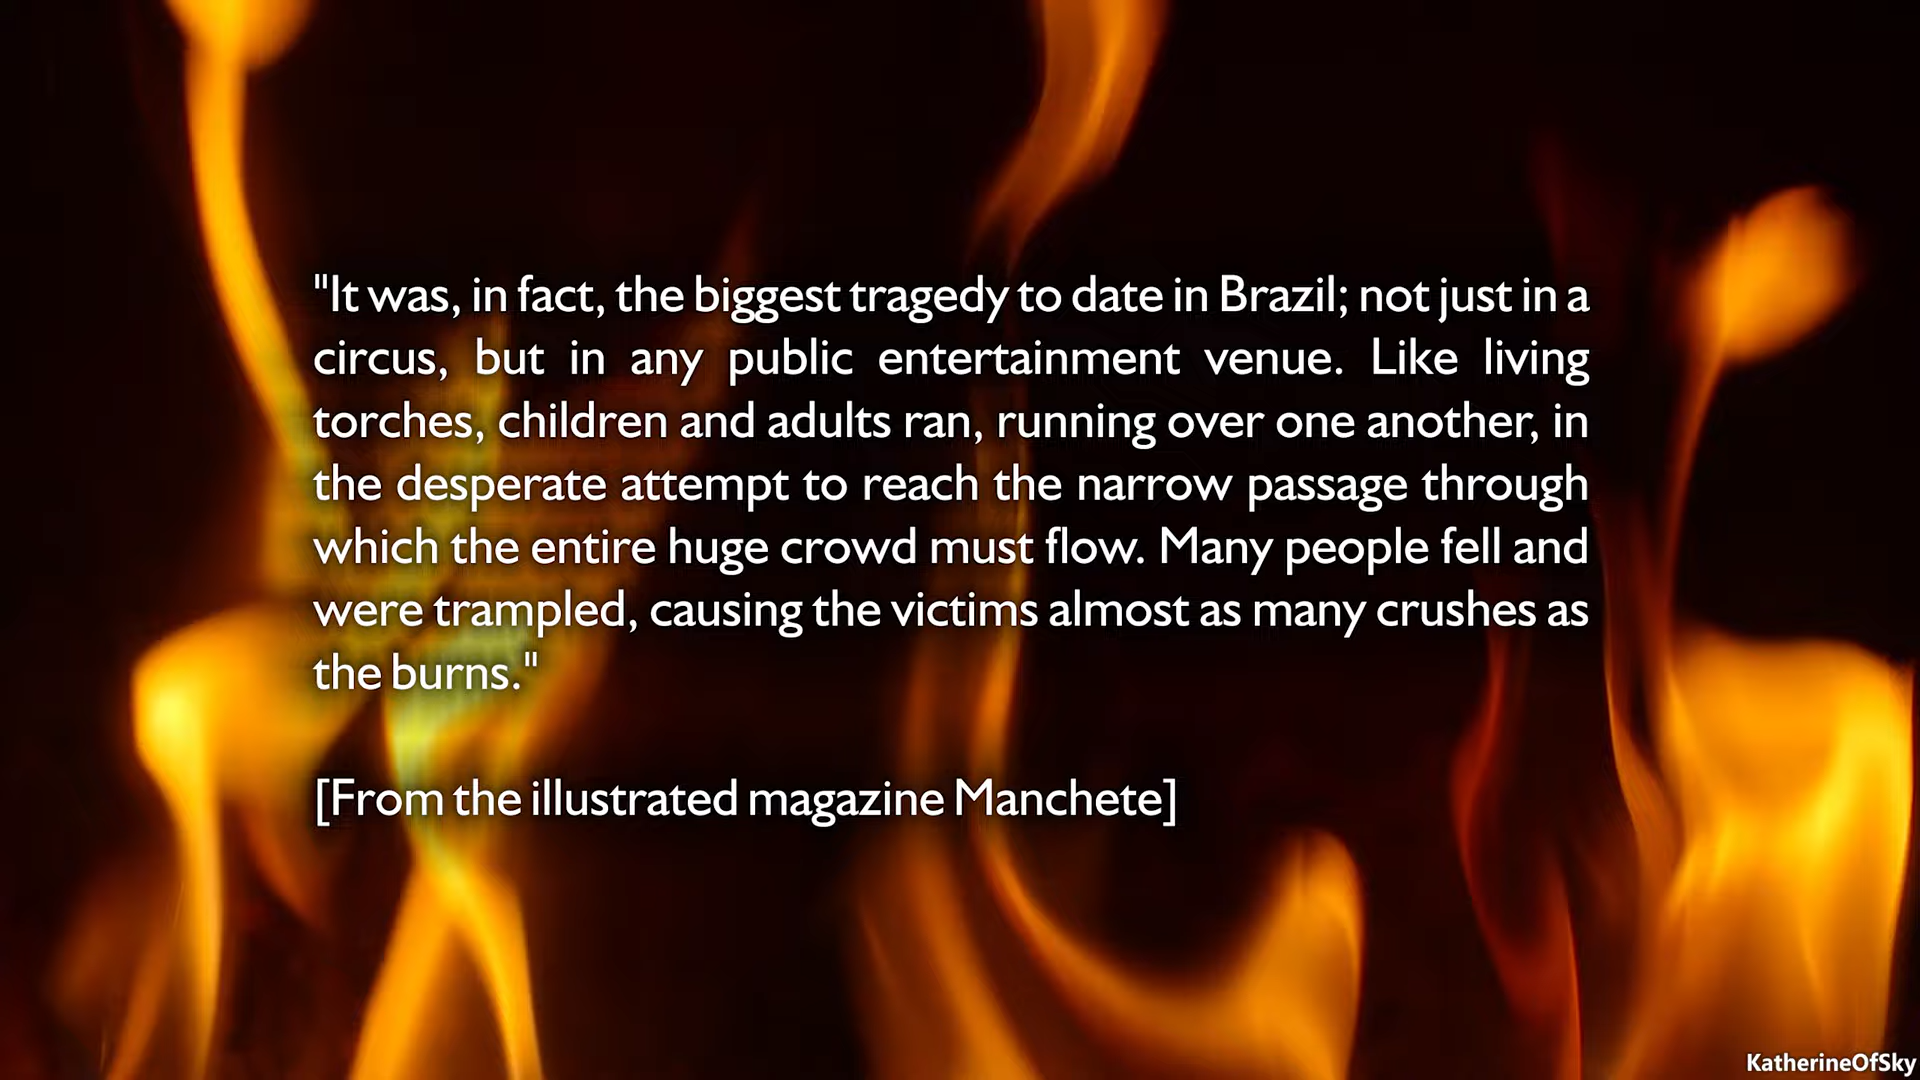 "It was, in fact, the biggest tragedy to date in Brazil; not just in a
circus, but in any public entertainment venue. Like living
torches, children and adults ran, running over one another, in
the desperate attempt to reach the narrow passage through
which the entire huge crowd must flow. Many people fell and
were trampled, causing the victims almost as many crushes as
the burns."
[From the illustrated magazine Manchete]
KatherineOfSky